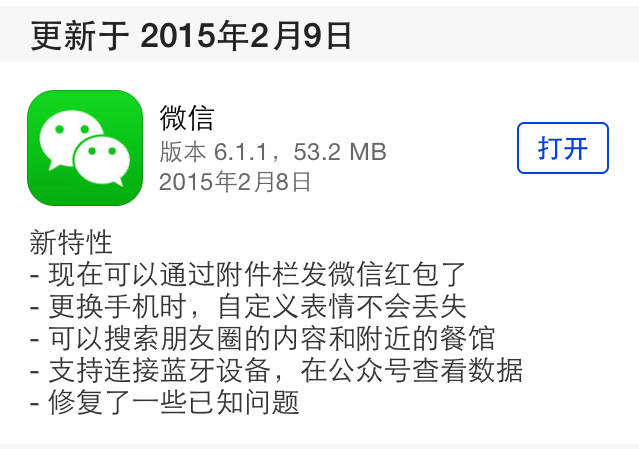 更新于 2015年2月9日
微信
版本 6.1.1，53.2 MB
2015年2月8日
打开
新特性
- 现在可以通过附件栏发微信红包了
- 更换手机时，自定义表情不会丢失
- 可以搜索朋友圈的内容和附近的餐馆
- 支持连接蓝牙设备，在公众号查看数据
- 修复了一些已知问题